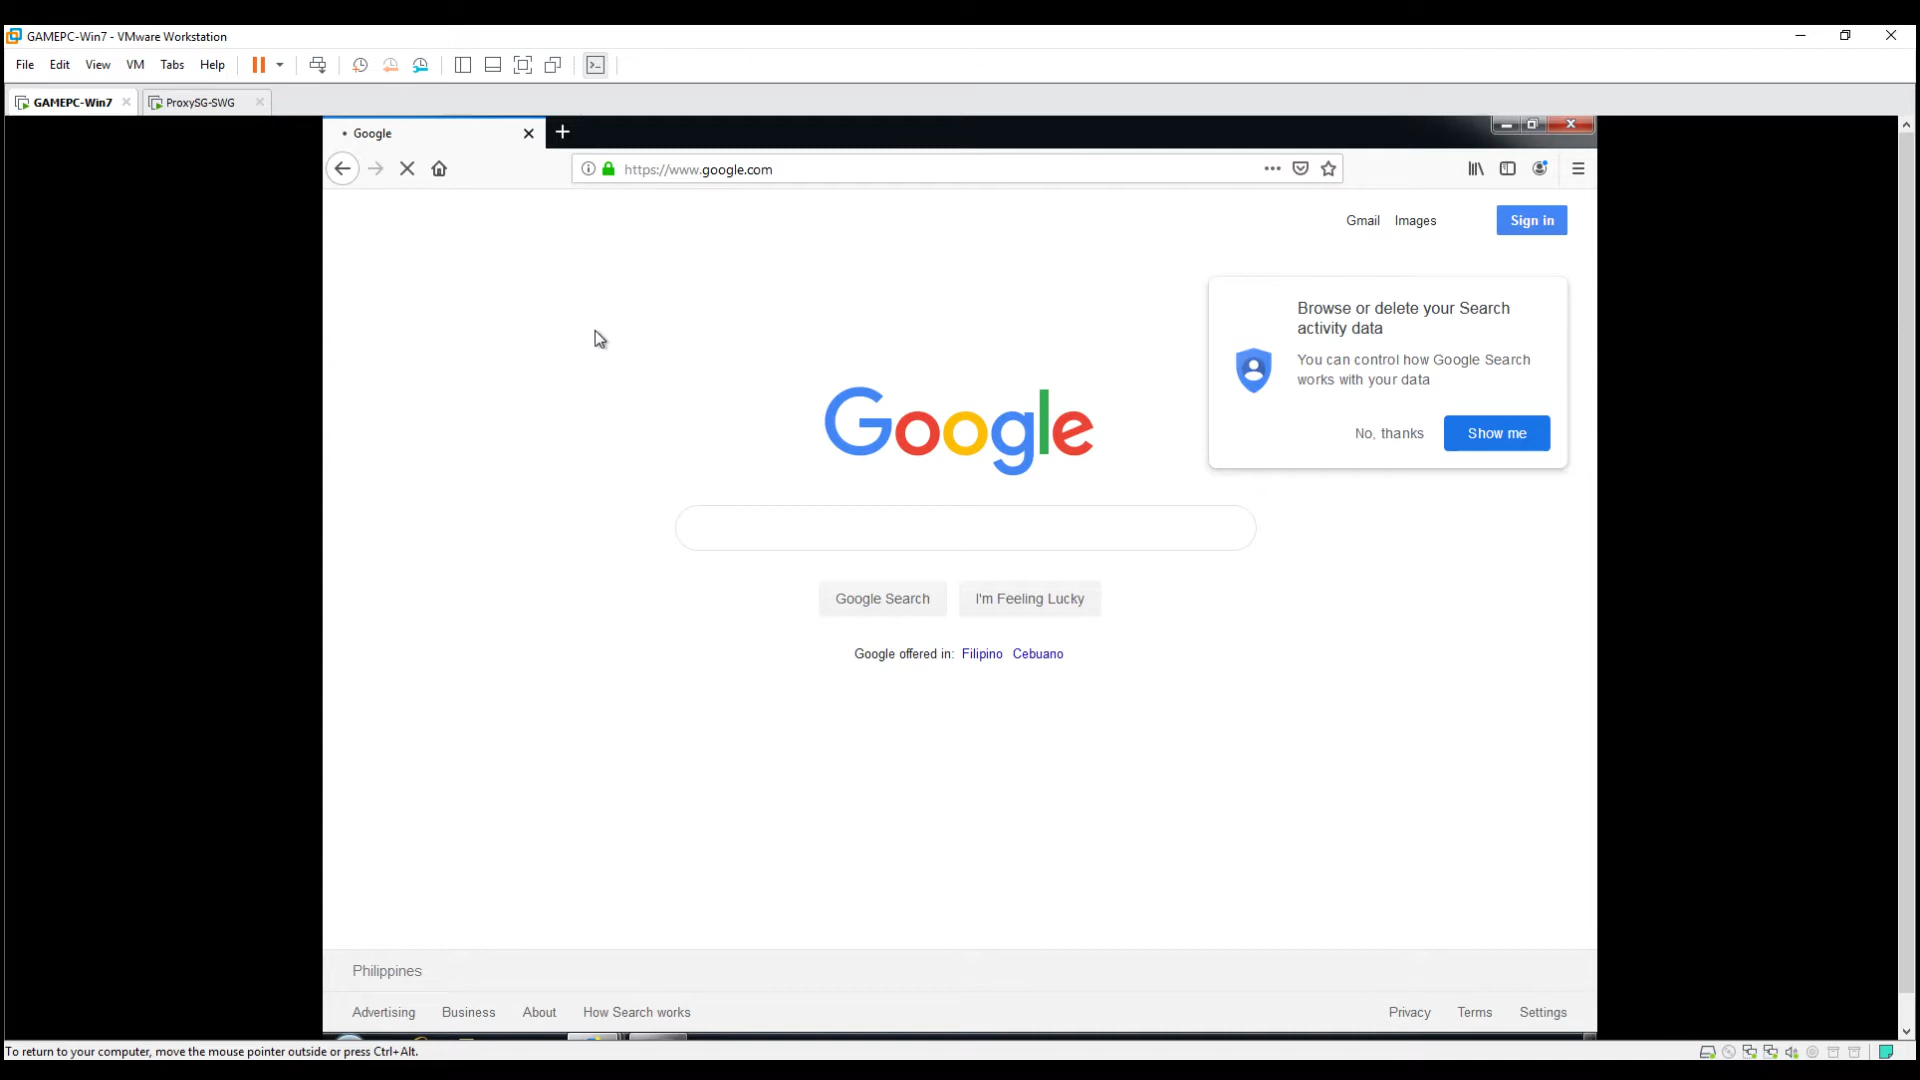 GAMEPC-Win7 - VMware Workstation
File Edit View VM Tabs Help
GAMEPC-Win7 ProxySG-SWG
Google
https://www.google.com
Gmail Images Sign in
Browse or delete your Search
activity data
You can control how Google Search
works with your data
No, thanks Show me
Google
Google Search I'm Feeling Lucky
Google offered in: Filipino Cebuano
Philippines
Advertising Business About How Search works Privacy Terms Settings
To return to your computer, move the mouse pointer outside or press Ctrl+Alt.